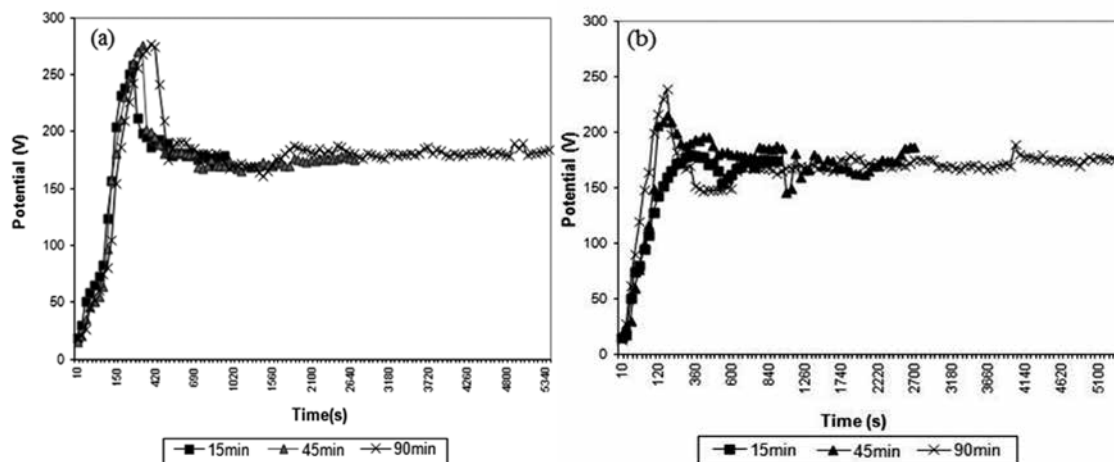 (a)
Potential (V)
300
250
200
150
100
50
0
10 150 420 660 1020 1560 2100 2640 3180 3720 4260 4800 5340
Time(s)
15min 45min 90min
(b)
Potential (V)
300
250
200
150
100
50
0
10 120 360 600 840 1260 1740 2220 2700 3180 3660 4140 4620 5100
Time (s)
15min 45min 90min